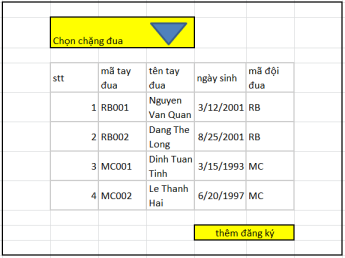 Chọn chặng đua
stt mã tay đua tên tay đua ngày sinh mã đội đua
1 RB001 Nguyen Van Quan 3/12/2001 RB
2 RB002 Dang The Long 8/25/2001 RB
3 MC001 Dinh Tuan Tinh 3/15/1993 MC
4 MC002 Le Thanh Hai 6/20/1997 MC
thêm đăng ký